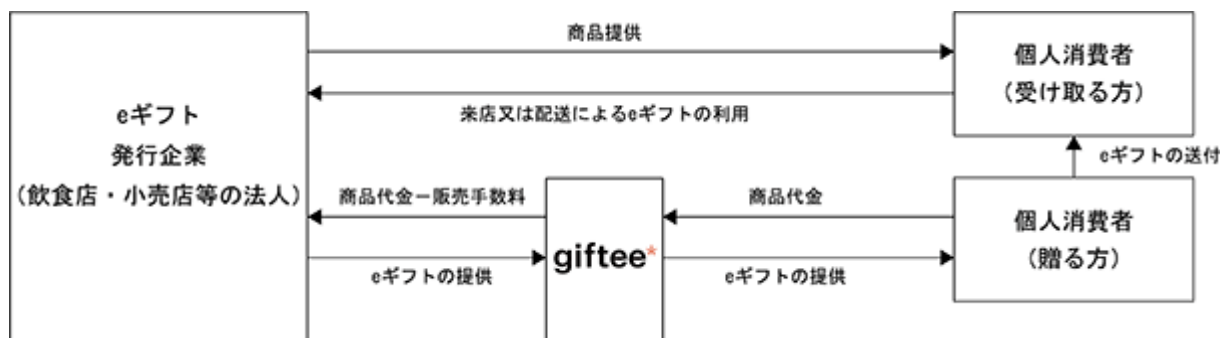 商品提供
個人消費者
（受け取る方）
eギフト
発行企業
（飲食店・小売店等の法人）
来店又は配送によるeギフトの利用
eギフトの送付
商品代金ー販売手数料
商品代金
giftee*
個人消費者
（贈る方）
eギフトの提供
eギフトの提供